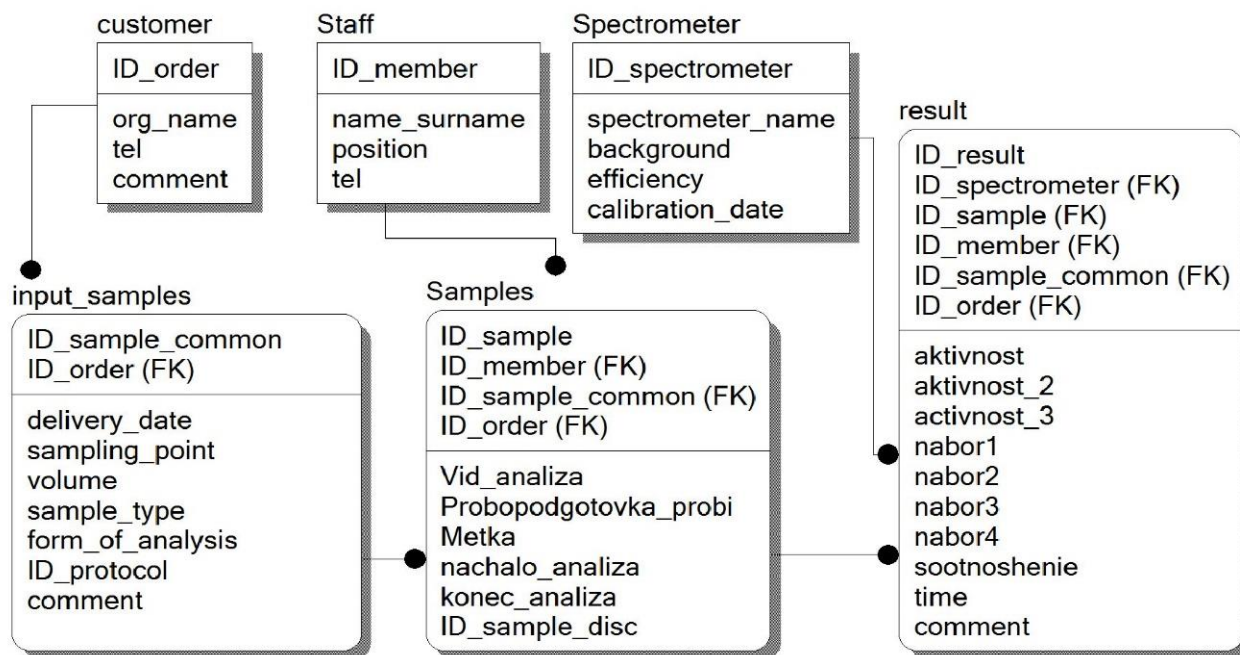 customer
ID_order
org_name
tel
comment
Staff
ID_member
name_surname
position
tel
Spectrometer
ID_spectrometer
spectrometer_name
background
efficiency
calibration_date
result
ID_result
ID_spectrometer (FK)
ID_sample (FK)
ID_member (FK)
ID_sample_common (FK)
ID_order (FK)
aktivnost
aktivnost_2
activnost_3
nabor1
nabor2
nabor3
nabor4
sootnoshenie
time
comment
input_samples
ID_sample_common
ID_order (FK)
delivery_date
sampling_point
volume
sample_type
form_of_analysis
ID_protocol
comment
Samples
ID_sample
ID_member (FK)
ID_sample_common (FK)
ID_order (FK)
Vid_analiza
Probopodgotovka_probi
Metka
nachalo_analiza
konec_analiza
ID_sample_disc